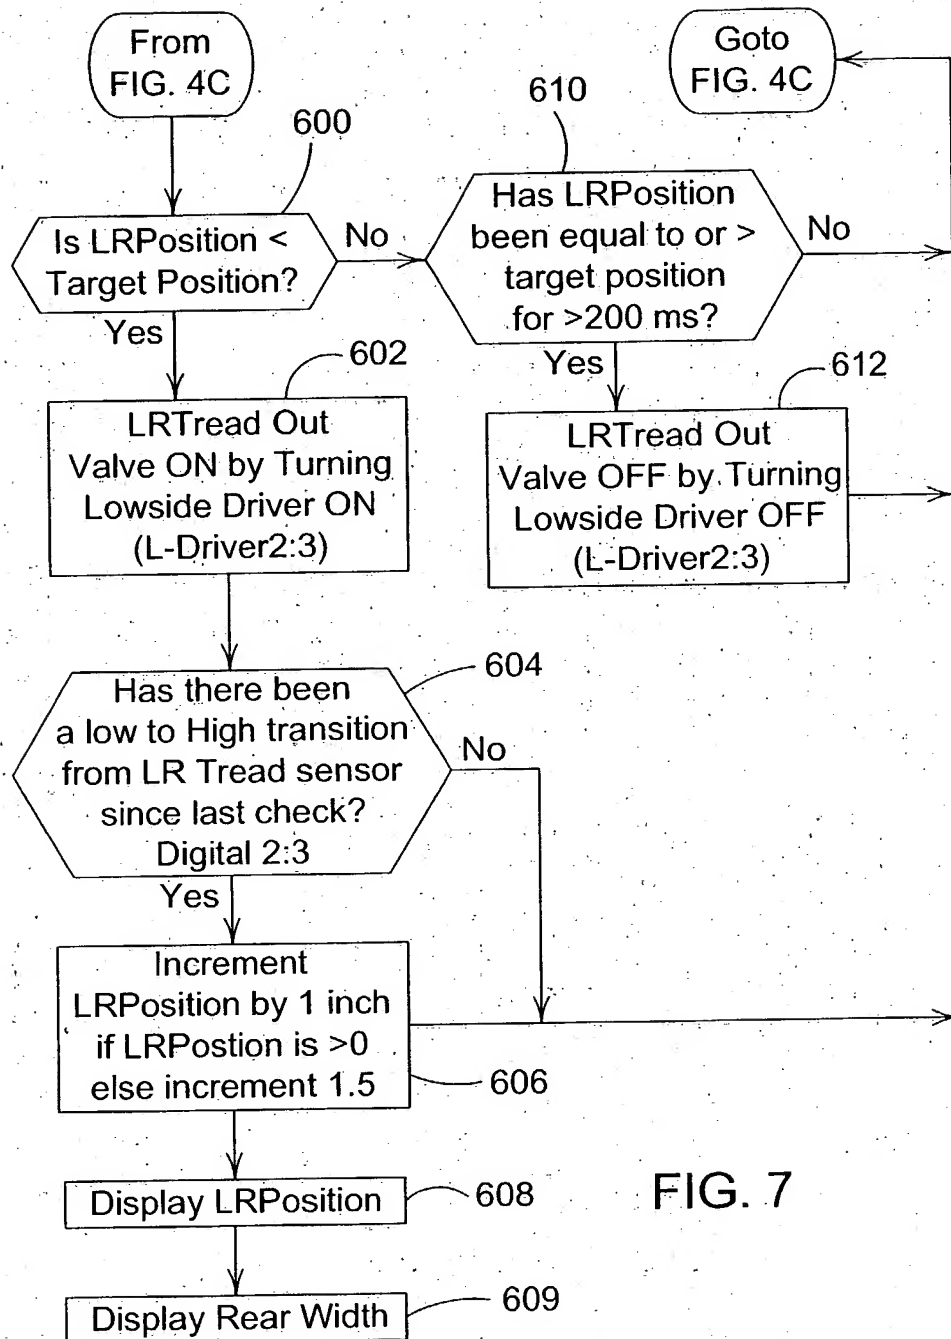 From
FIG. 4C
Goto
FIG. 4C
600
610
Is LRPosition <
Target Position?
No
Has LRPosition
been equal to or >
target position
for >200 ms?
No
Yes
Yes
602
LRTread Out
Valve ON by Turning
Lowside Driver ON
(L-Driver2:3)
612
LRTread Out
Valve OFF by Turning
Lowside Driver OFF
(L-Driver2:3)
604
Has there been
a low to High transition
from LR Tread sensor
since last check?
Digital 2:3
No
Yes
Increment
LRPosition by 1 inch
if LRPostion is >0
else increment 1.5
606
Display LRPosition
608
FIG. 7
Display Rear Width
609